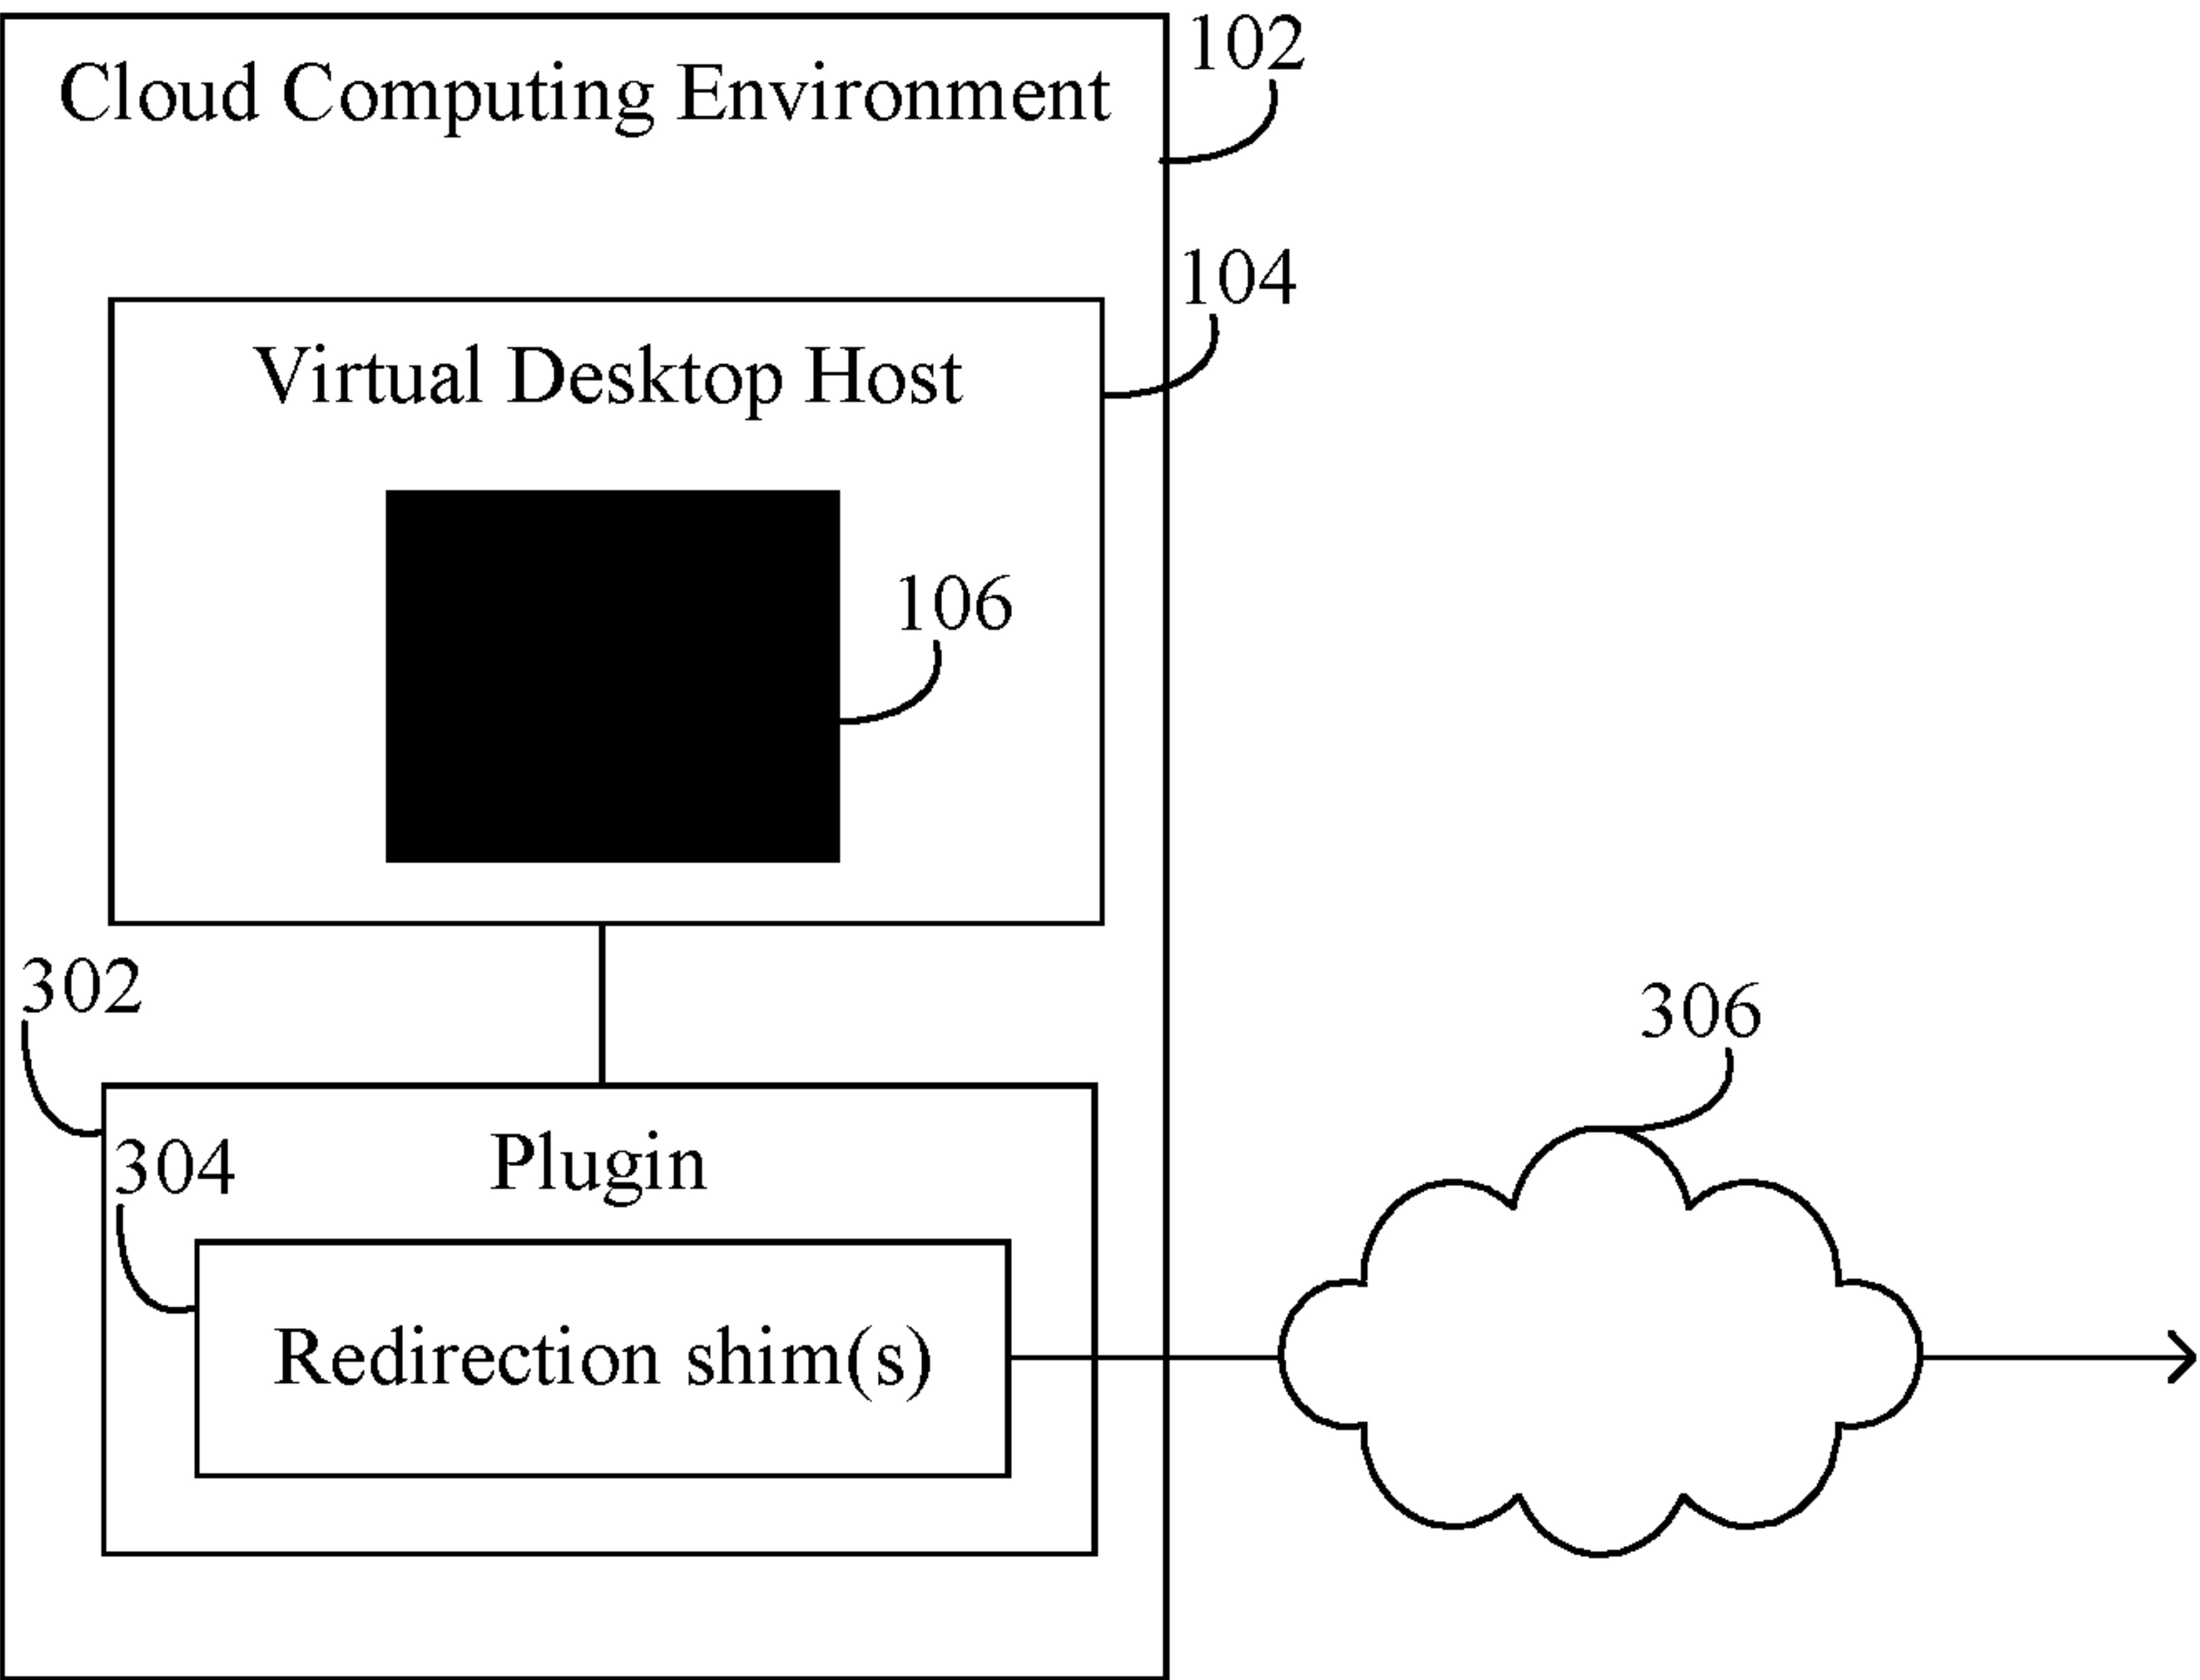 102
Cloud Computing Environment
104
Virtual Desktop Host
106
302
306
304
Plugin
Redirection shim(s)